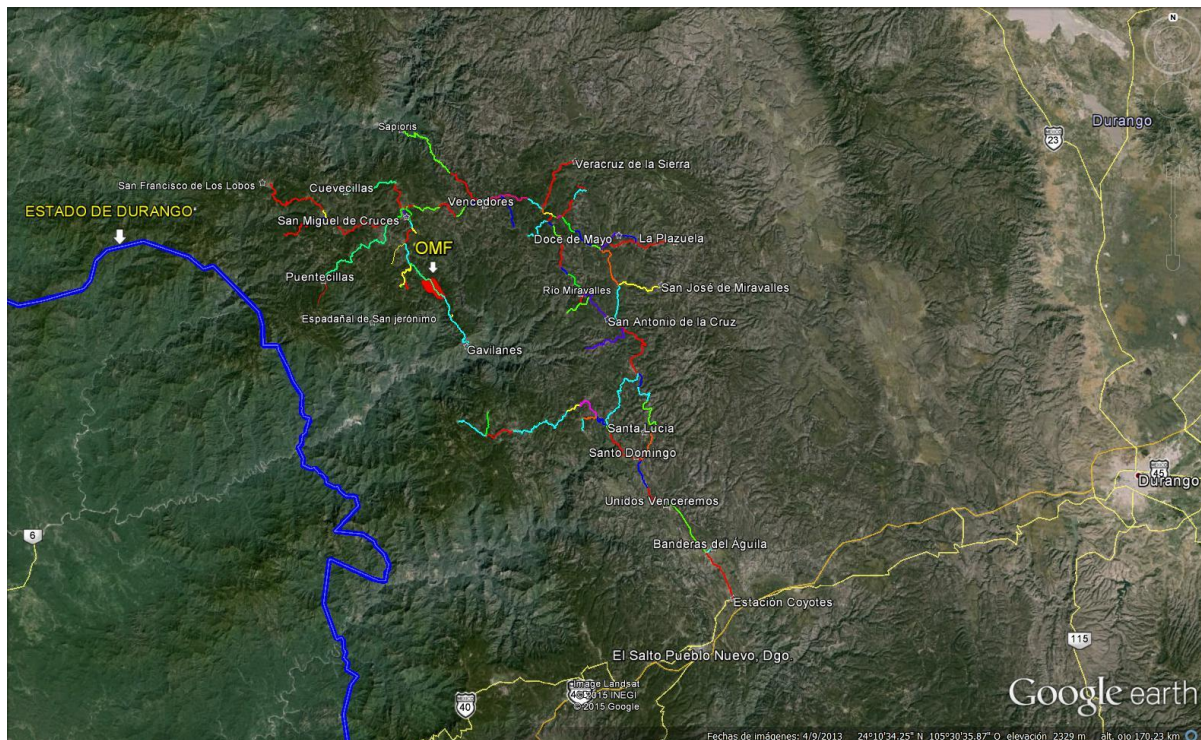 N
Durango
23
Sapioris
Veracruz de la Sierra
San Francisco de Los Lobos
Cuevecillas
Vencedores
ESTADO DE DURANGO
San Miguel de Cruces
Doce de Mayo
La Plazuela
OMF
Puentecillas
Río Miravalles
San José de Miravalles
Espadañal de San jerónimo
San Antonio de la Cruz
Gavilanes
Santa Lucia
Santo Domingo
45
Durango
Unidos Venceremos
6
Banderas del Águila
Estación Coyotes
115
El Salto Pueblo Nuevo, Dgo.
Image Landsat
© 2015 INEGI
© 2015 Google
40
Google earth
Fechas de imágenes: 4/9/2013 24°10'34.25" N 105°30'35.87" O elevación 2329 m alt. ojo 170.23 km